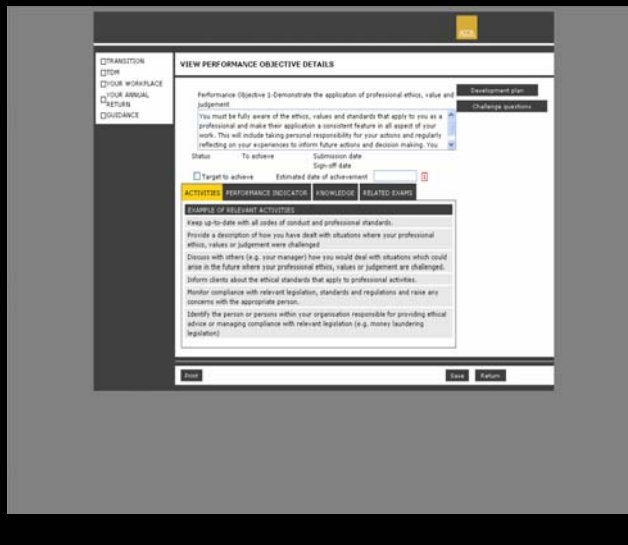 ACCA
TRANSITION
TDM
YOUR WORKPLACE
YOUR ANNUAL
RETURN
GUIDANCE
VIEW PERFORMANCE OBJECTIVE DETAILS
Performance Objective 1-Demonstrate the application of professional ethics, value and
judgement
You must be fully aware of the ethics, values and standards that apply to you as a
professional and make their application a consistent feature in all aspect of your
work. This will include taking personal responsibility for your actions and regularly
reflecting on your experiences to inform future actions and decision making. You
Development plan
Challenge questions
Status To achieve Submission date
Sign-off date
Target to achieve Estimated date of achievement
ACTIVITIES PERFORMANCE INDICATOR KNOWLEDGE RELATED EXAMS
EXAMPLE OF RELEVANT ACTIVITIES
Keep up-to-date with all codes of conduct and professional standards.
Provide a description of how you have dealt with situations where your professional
ethics, values or judgement were challenged
Discuss with others (e.g. your manager) how you would deal with situations which could
arise in the future where your professional ethics, values or judgement are challenged.
Inform clients about the ethical standards that apply to professional activities.
Monitor compliance with relevant legislation, standards and regulations and raise any
concerns with the appropriate person.
Identify the person or persons within your organisation responsible for providing ethical
advice or managing compliance with relevant legislation (e.g. money laundering
legislation)
Print Save Return